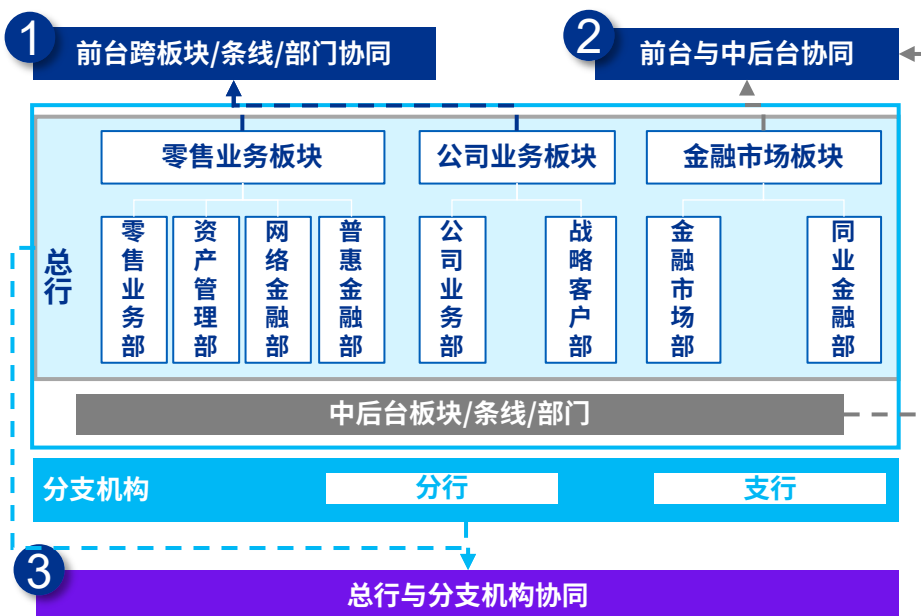 1
前台跨板块/条线/部门协同
2
前台与中后台协同
零售业务板块
公司业务板块
金融市场板块
总行
零售业务部
资产管理部
网络金融部
普惠金融部
公司业务部
战略客户部
金融市场部
同业金融部
中后台板块/条线/部门
分支机构
分行
支行
3
总行与分支机构协同